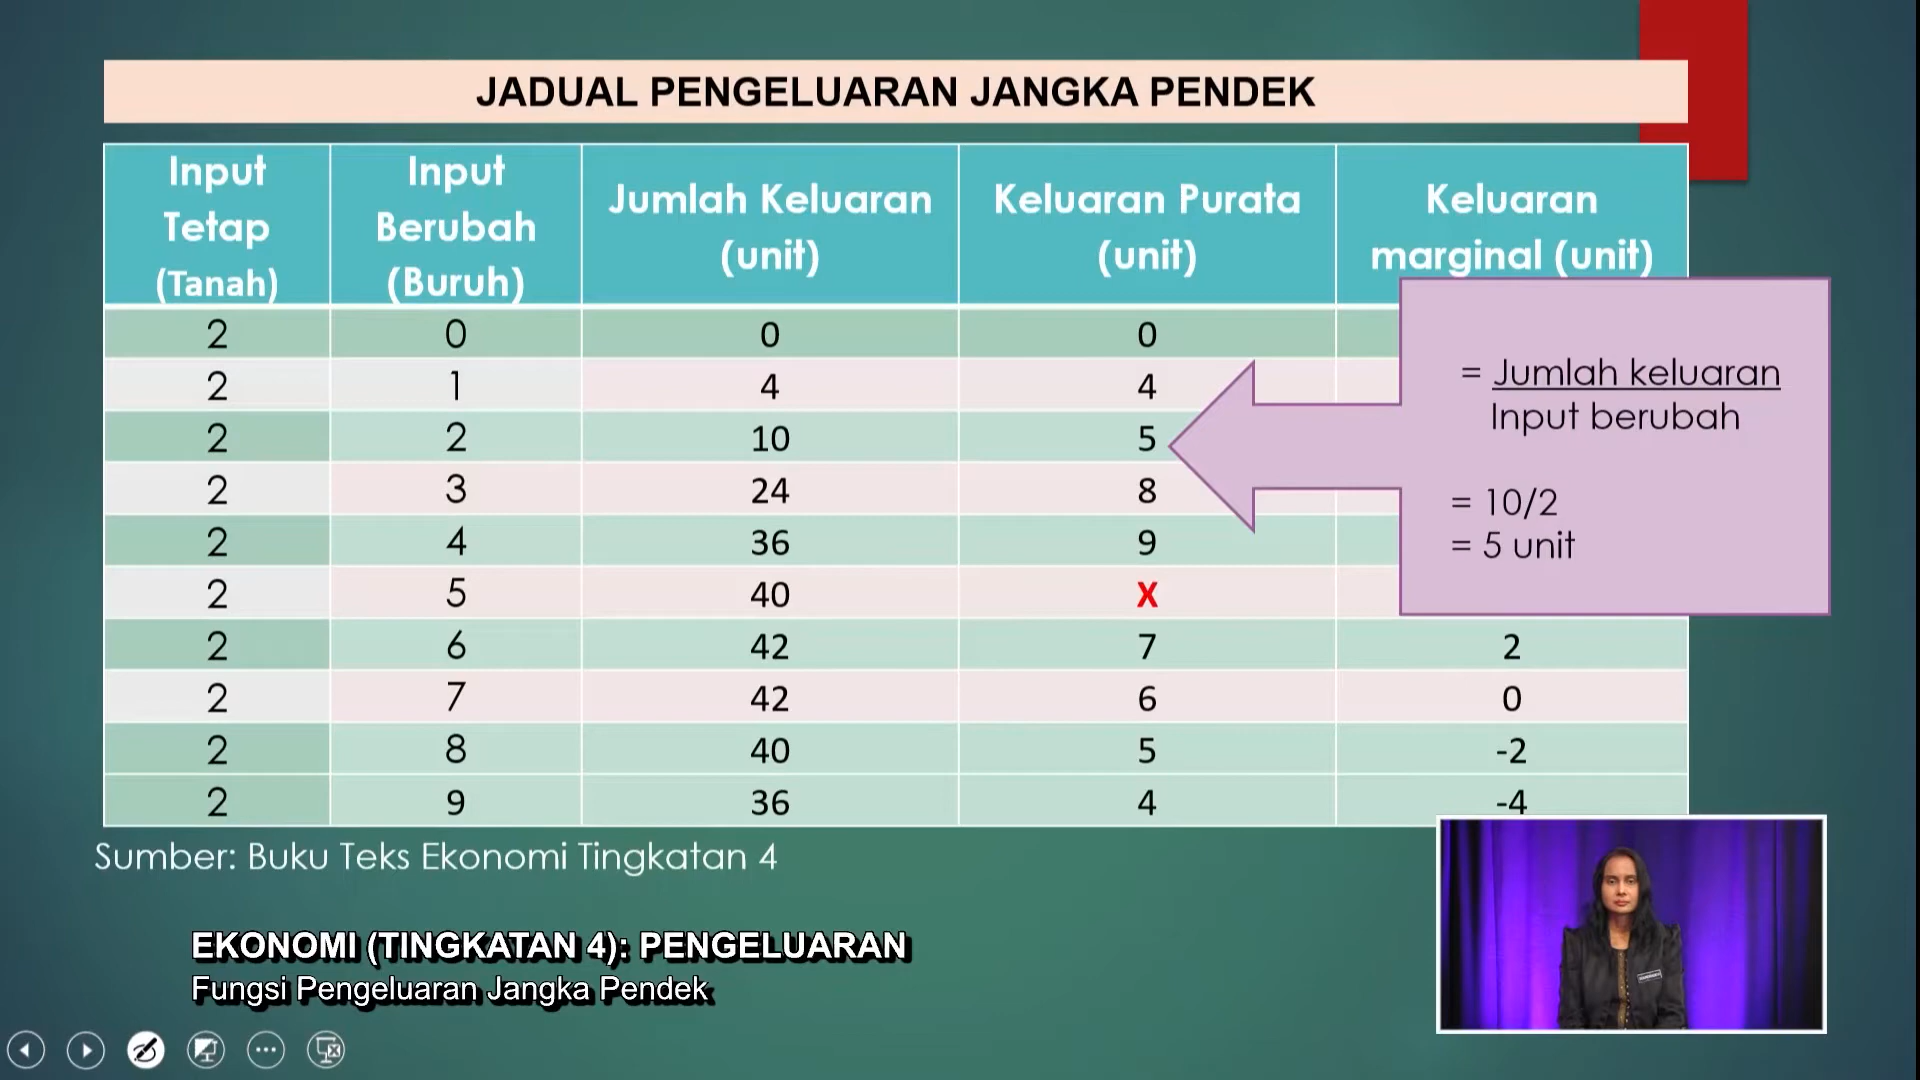 JADUAL PENGELUARAN JANGKA PENDEK
Input Tetap (Tanah) Input Berubah (Buruh) Jumlah Keluaran (unit) Keluaran Purata (unit) Keluaran marginal (unit)
2 0 0 0
2 1 4 4
2 2 10 5
2 3 24 8
2 4 36 9
2 5 40 X
2 6 42 7 2
2 7 42 6 0
2 8 40 5 -2
2 9 36 4 -4
= Jumlah keluaran
Input berubah
= 10/2
= 5 unit
Sumber: Buku Teks Ekonomi Tingkatan 4
EKONOMI (TINGKATAN 4): PENGELUARAN
Fungsi Pengeluaran Jangka Pendek